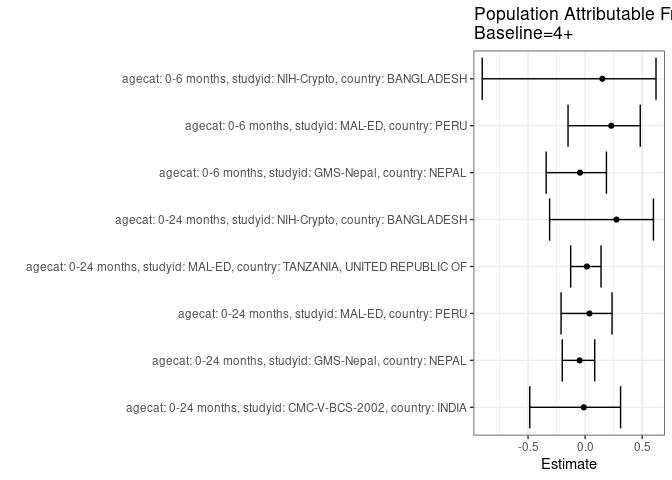 Population Attributable Fr
Baseline=4+
agecat: 0-6 months, studyid: NIH-Crypto, country: BANGLADESH
agecat: 0-6 months, studyid: MAL-ED, country: PERU
agecat: 0-6 months, studyid: GMS-Nepal, country: NEPAL
agecat: 0-24 months, studyid: NIH-Crypto, country: BANGLADESH
agecat: 0-24 months, studyid: MAL-ED, country: TANZANIA, UNITED REPUBLIC OF
agecat: 0-24 months, studyid: MAL-ED, country: PERU
agecat: 0-24 months, studyid: GMS-Nepal, country: NEPAL
agecat: 0-24 months, studyid: CMC-V-BCS-2002, country: INDIA
-0.5 0.0 0.5
Estimate